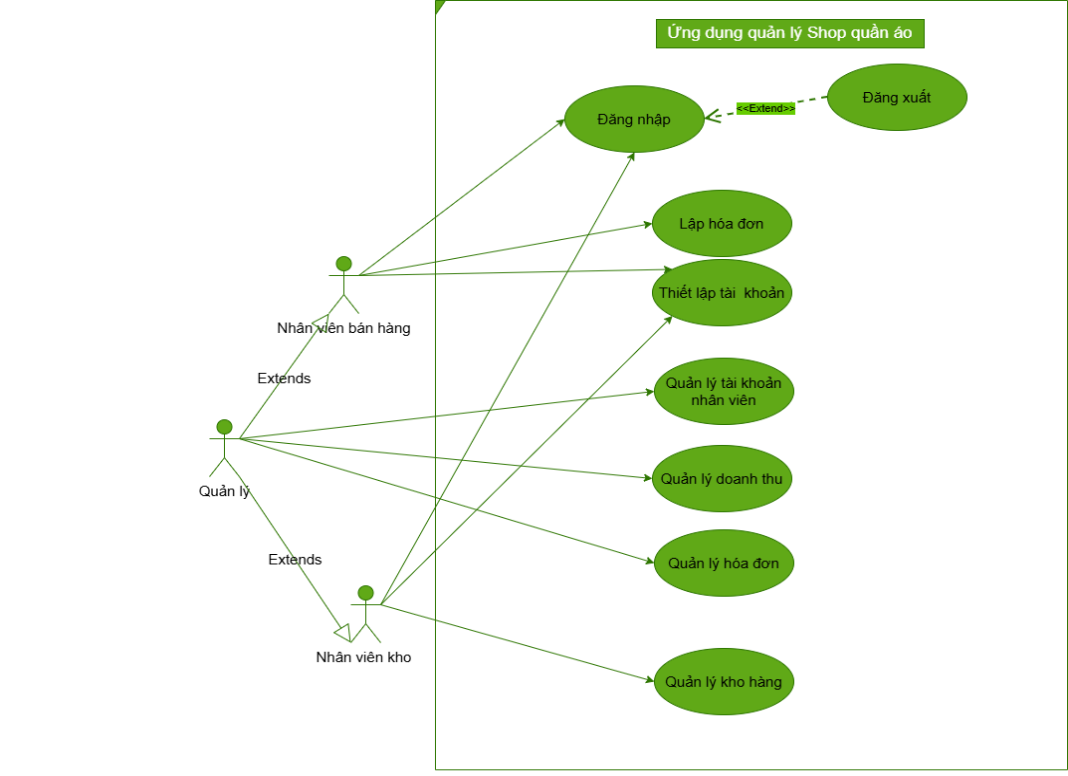 Ứng dụng quản lý Shop quần áo
Đăng xuất
<<Extend>>
Đăng nhập
Lập hóa đơn
Thiết lập tài khoản
Nhân viên bán hàng
Extends
Quản lý tài khoản
nhân viên
Quản lý doanh thu
Quản lý
Quản lý hóa đơn
Extends
Nhân viên kho
Quản lý kho hàng